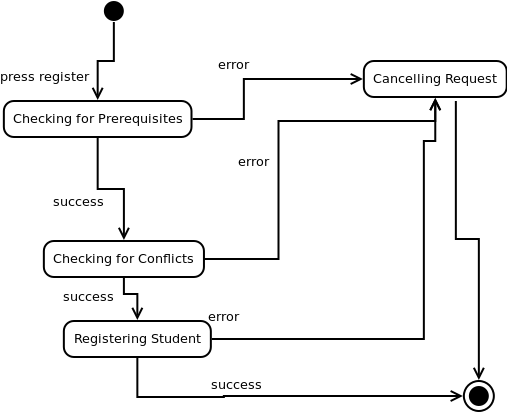 press register
error
Cancelling Request
Checking for Prerequisites
error
success
Checking for Conflicts
success
error
Registering Student
success